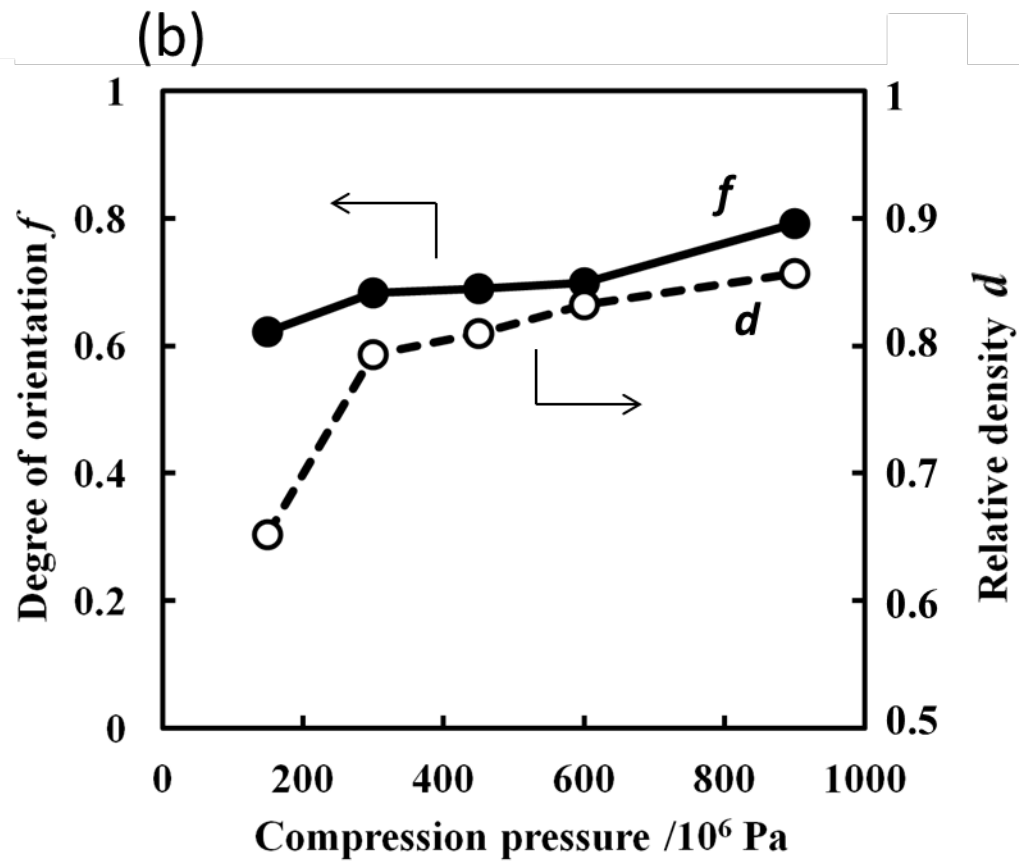 (b)
Degree of orientation f
1
0.8
0.6
0.4
0.2
0
f
d
1
0.9
0.8
0.7
0.6
0.5
Relative density d
0 200 400 600 800 1000
Compression pressure /10⁶ Pa